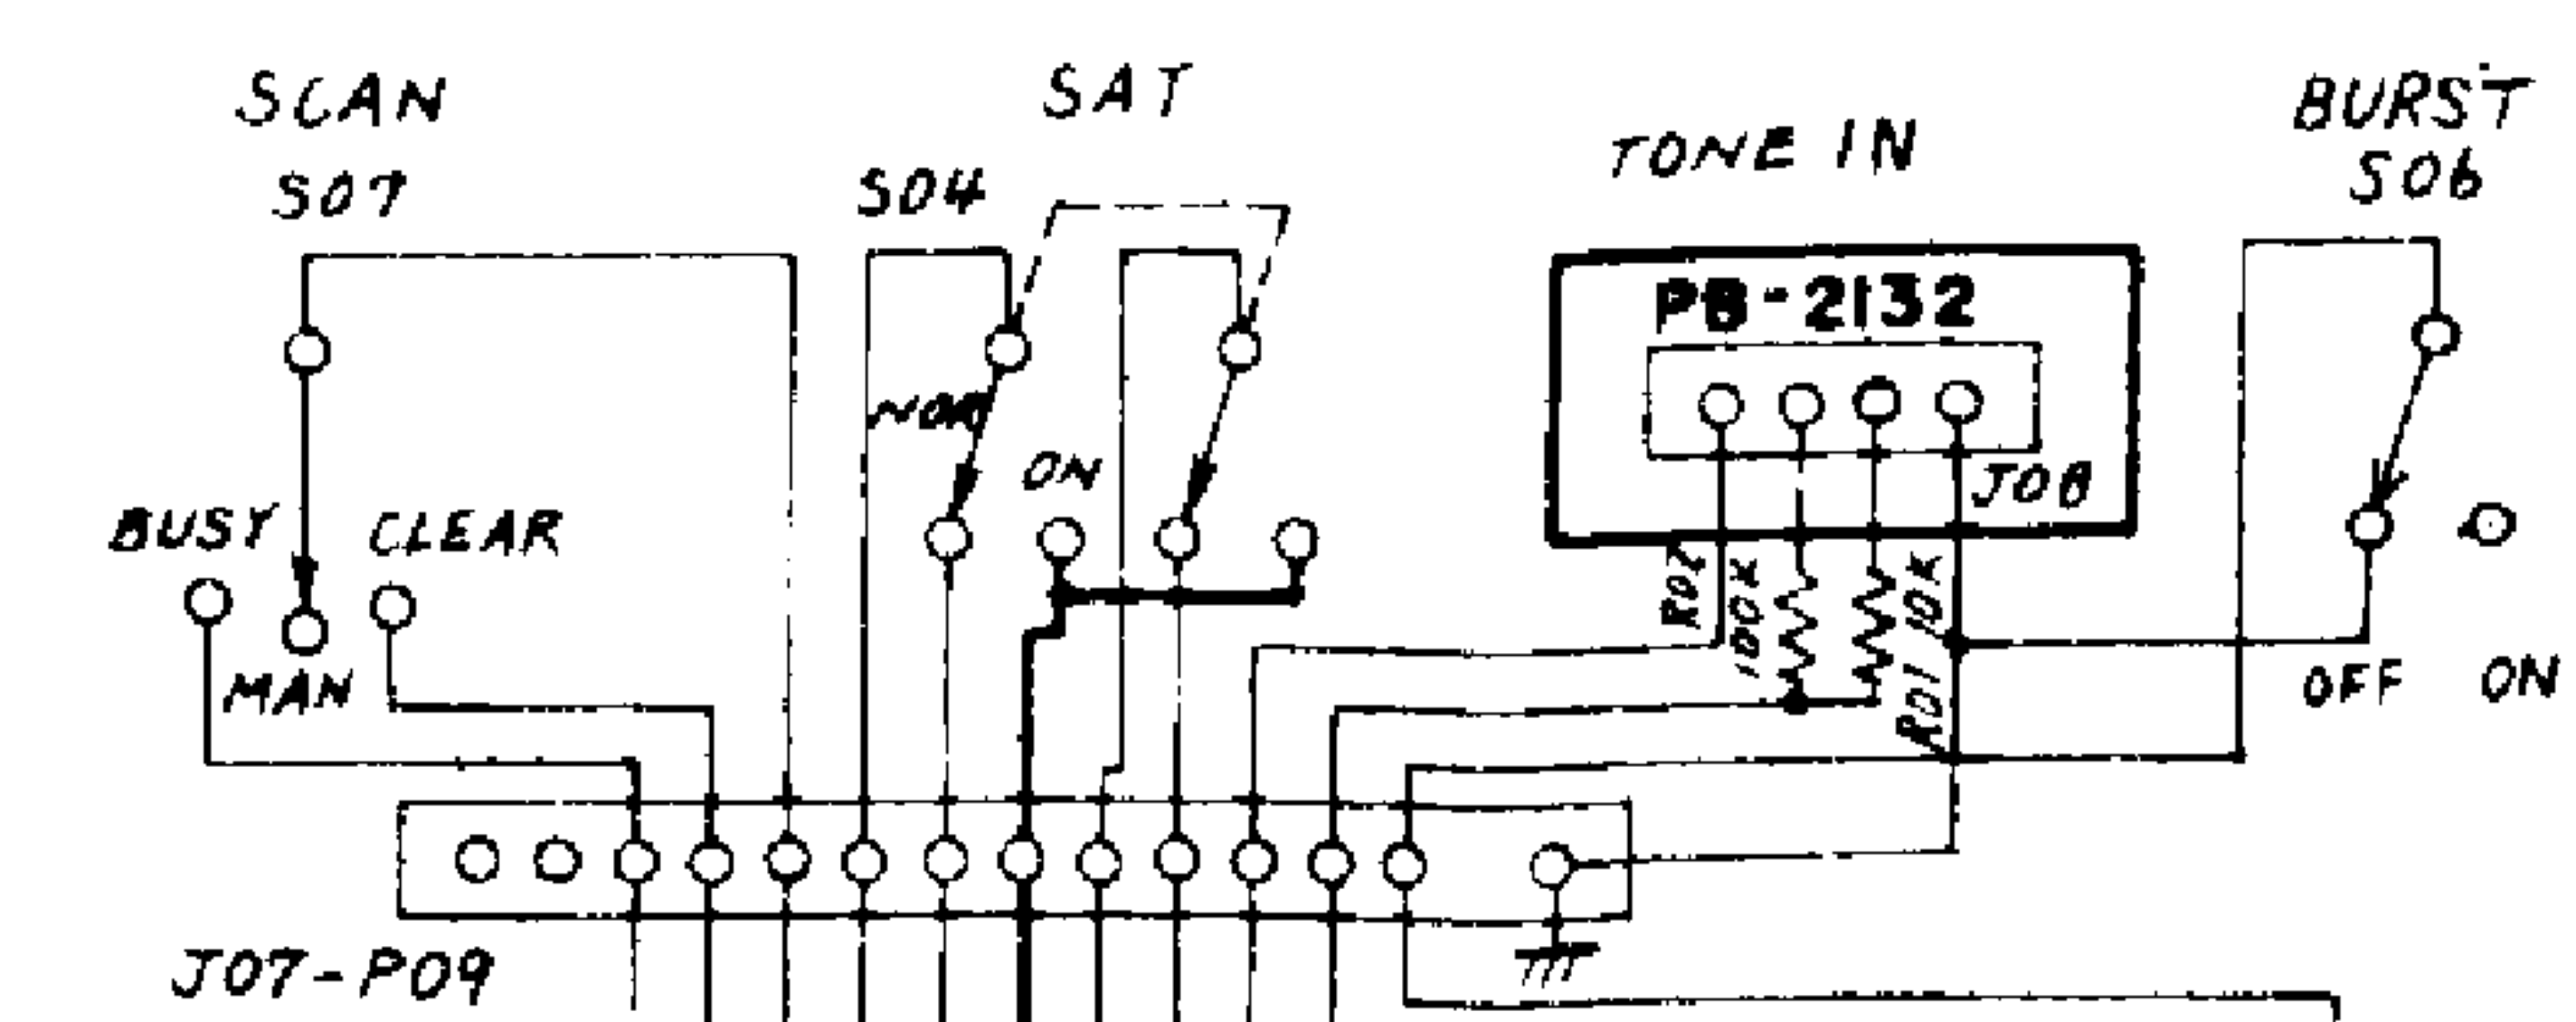 SCAN
S07
SAT
S04
TONE IN
BURST
S06
PB-2132
NOR
ON
J08
BUSY
CLEAR
MAN
R02
100K
R01 10K
OFF
ON
J07-P09